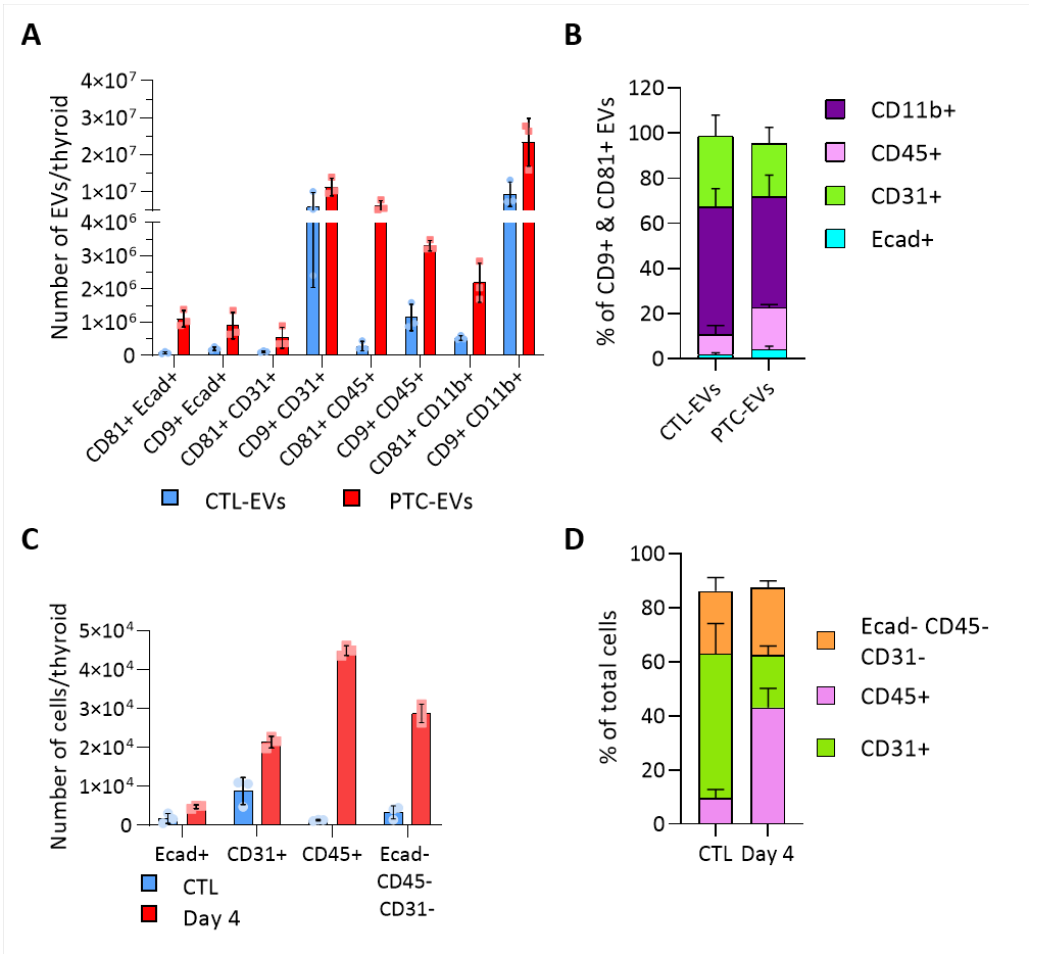 A
Number of EVs/thyroid
4×10⁷
3×10⁷
2×10⁷
1×10⁷
4×10⁶
3×10⁶
2×10⁶
1×10⁶
0
CD81+ Ecad+
CD9+ Ecad+
CD81+ CD31+
CD9+ CD31+
CD81+ CD45+
CD9+ CD45+
CD81+ CD11b+
CD9+ CD11b+
CTL-EVs
PTC-EVs
B
% of CD9+ & CD81+ EVs
120
100
80
60
40
20
0
CTL-EVs
PTC-EVs
CD11b+
CD45+
CD31+
Ecad+
C
Number of cells/thyroid
5×10⁴
4×10⁴
3×10⁴
2×10⁴
1×10⁴
0
Ecad+
CD31+
CD45+
Ecad-
CD45-
CD31-
CTL
Day 4
D
% of total cells
100
80
60
40
20
0
CTL
Day 4
Ecad- CD45-
CD31-
CD45+
CD31+